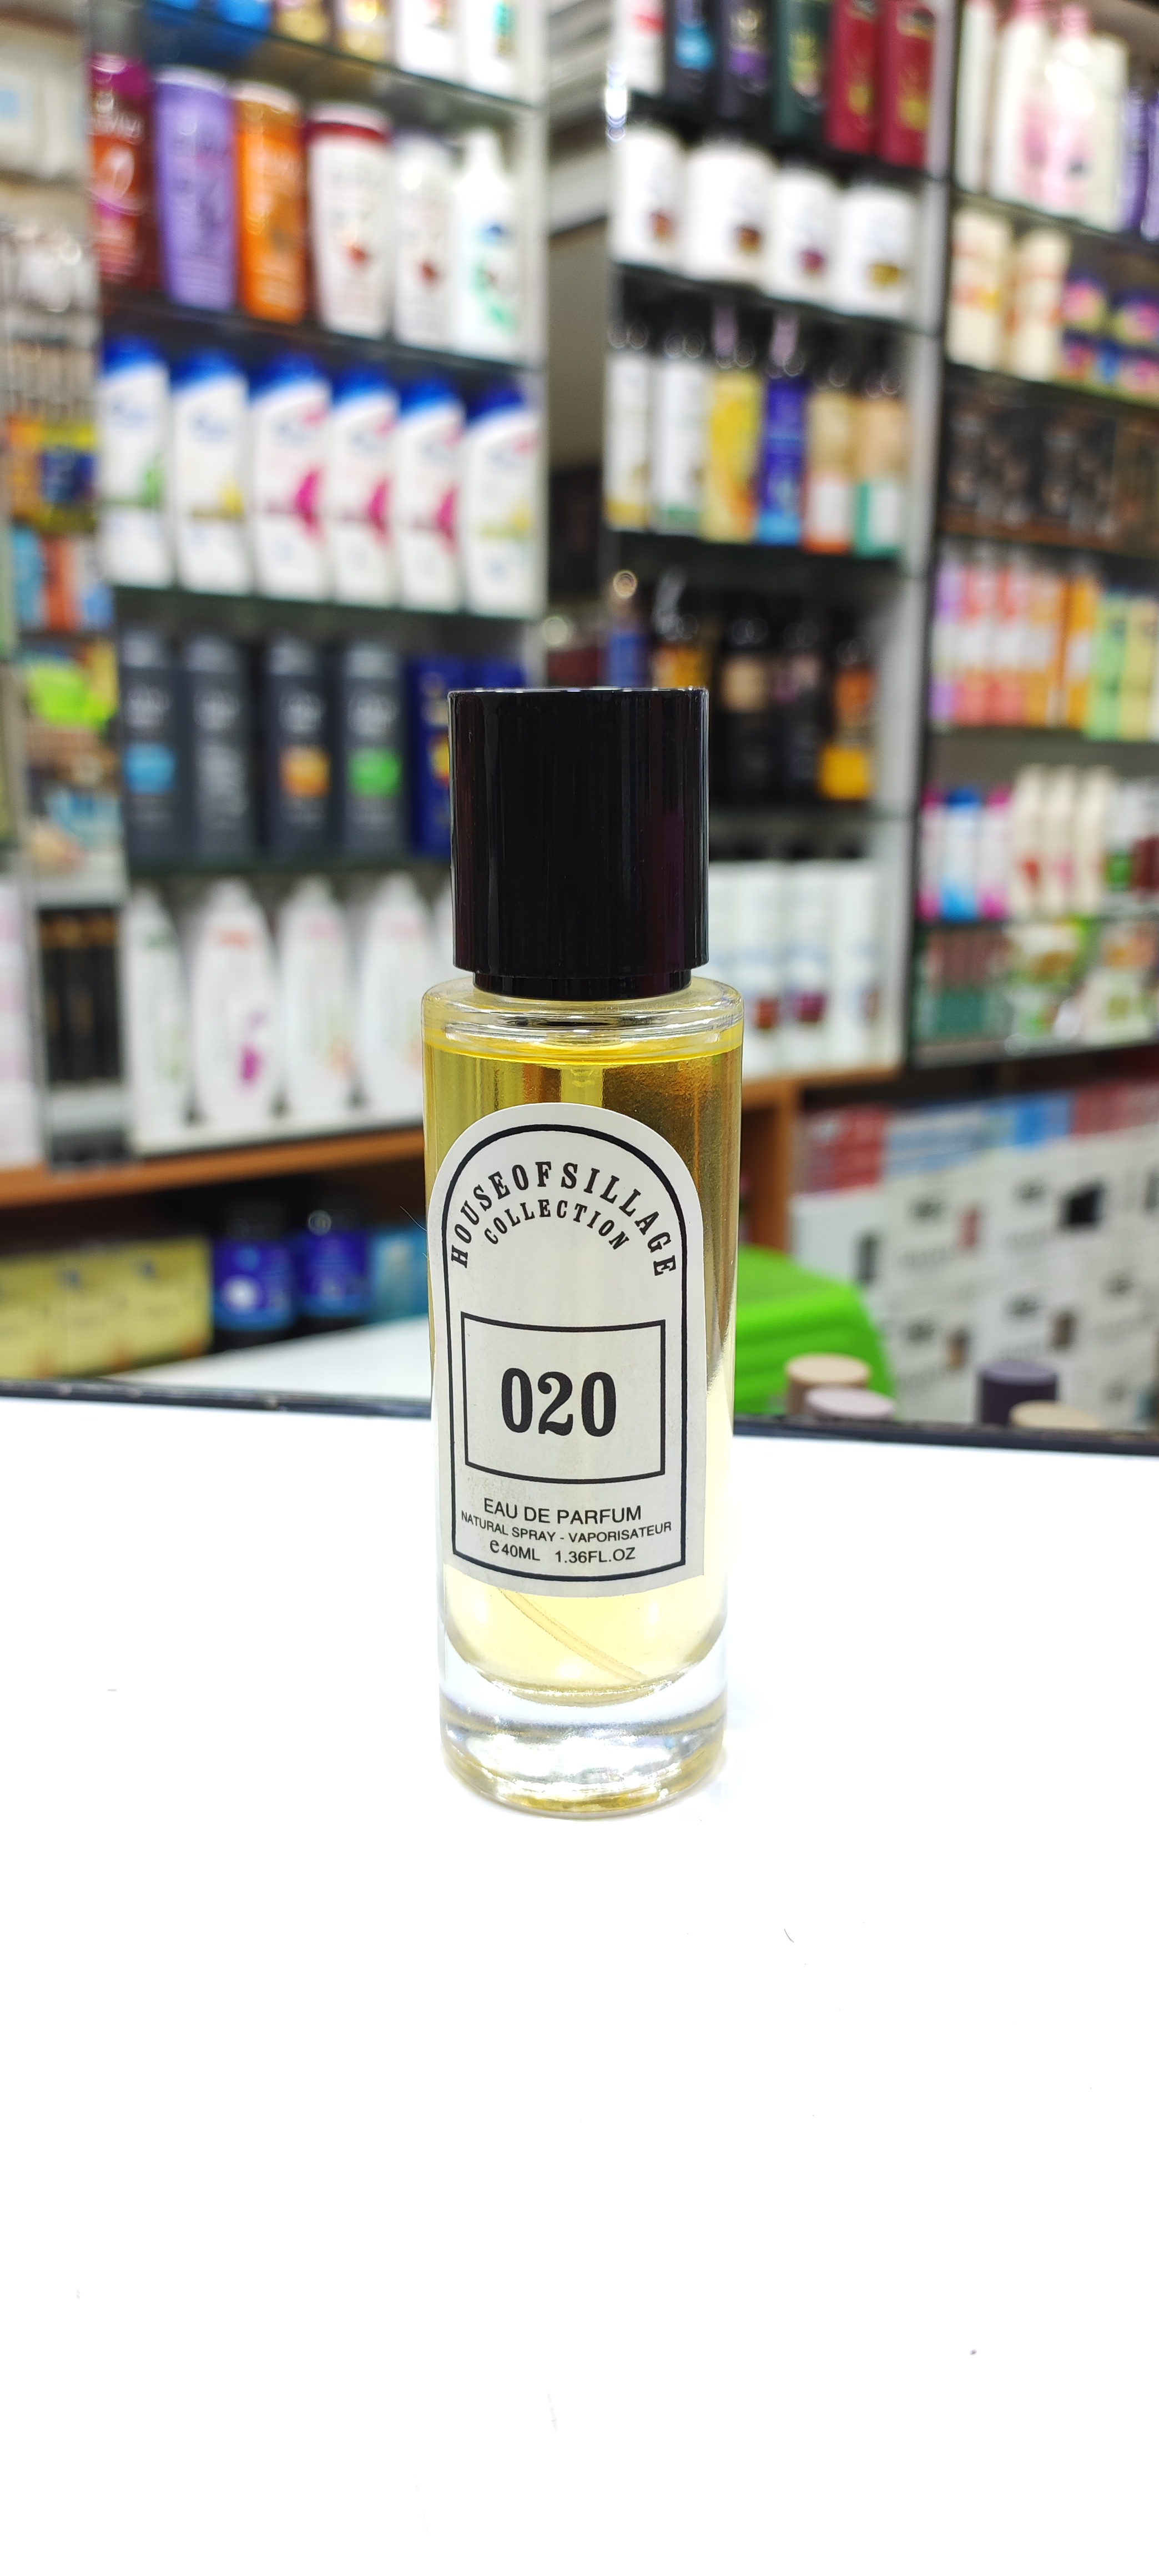 HOUSEOFSILLAGE
COLLECTION
020
EAU DE PARFUM
NATURAL SPRAY - VAPORISATEUR
e 40ML 1.36FL.OZ